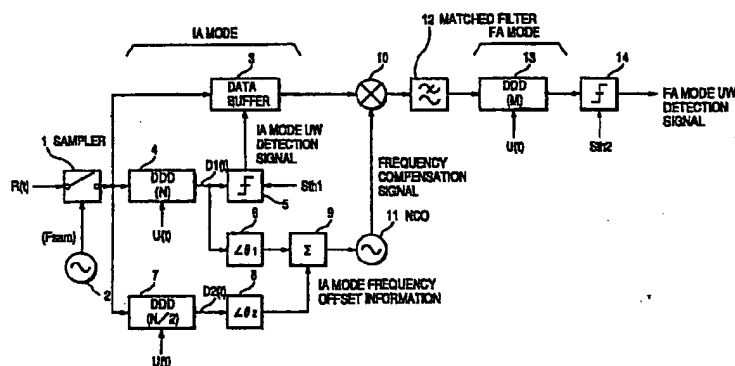 IA MODE
12 MATCHED FILTER
FA MODE
3
DATA
BUFFER
10
13
DDD
(M)
14
FA MODE UW
DETECTION
SIGNAL
1 SAMPLER
4
IA MODE UW
DETECTION
SIGNAL
U(t)
Sth2
R(t)
DDD
(N)
D1(t)
Sth1
5
FREQUENCY
COMPENSATION
SIGNAL
(Fsam)
U(t)
6
∠θ1
9
Σ
11 NCO
2
7
DDD
(N/2)
D2(t)
8
∠θ2
IA MODE FREQUENCY
OFFSET INFORMATION
U(t)